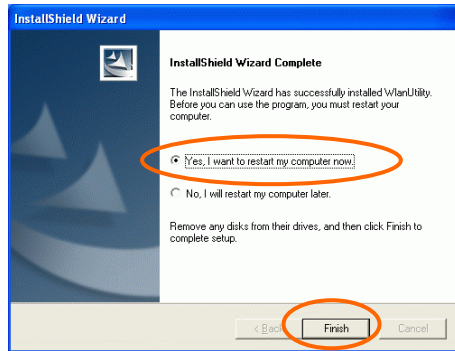 InstallShield Wizard
InstallShield Wizard Complete
The InstallShield Wizard has successfully installed WlanUtility.
Before you can use the program, you must restart your
computer.
Yes, I want to restart my computer now.
No, I will restart my computer later.
Remove any disks from their drives, and then click Finish to
complete setup.
< Back
Finish
Cancel